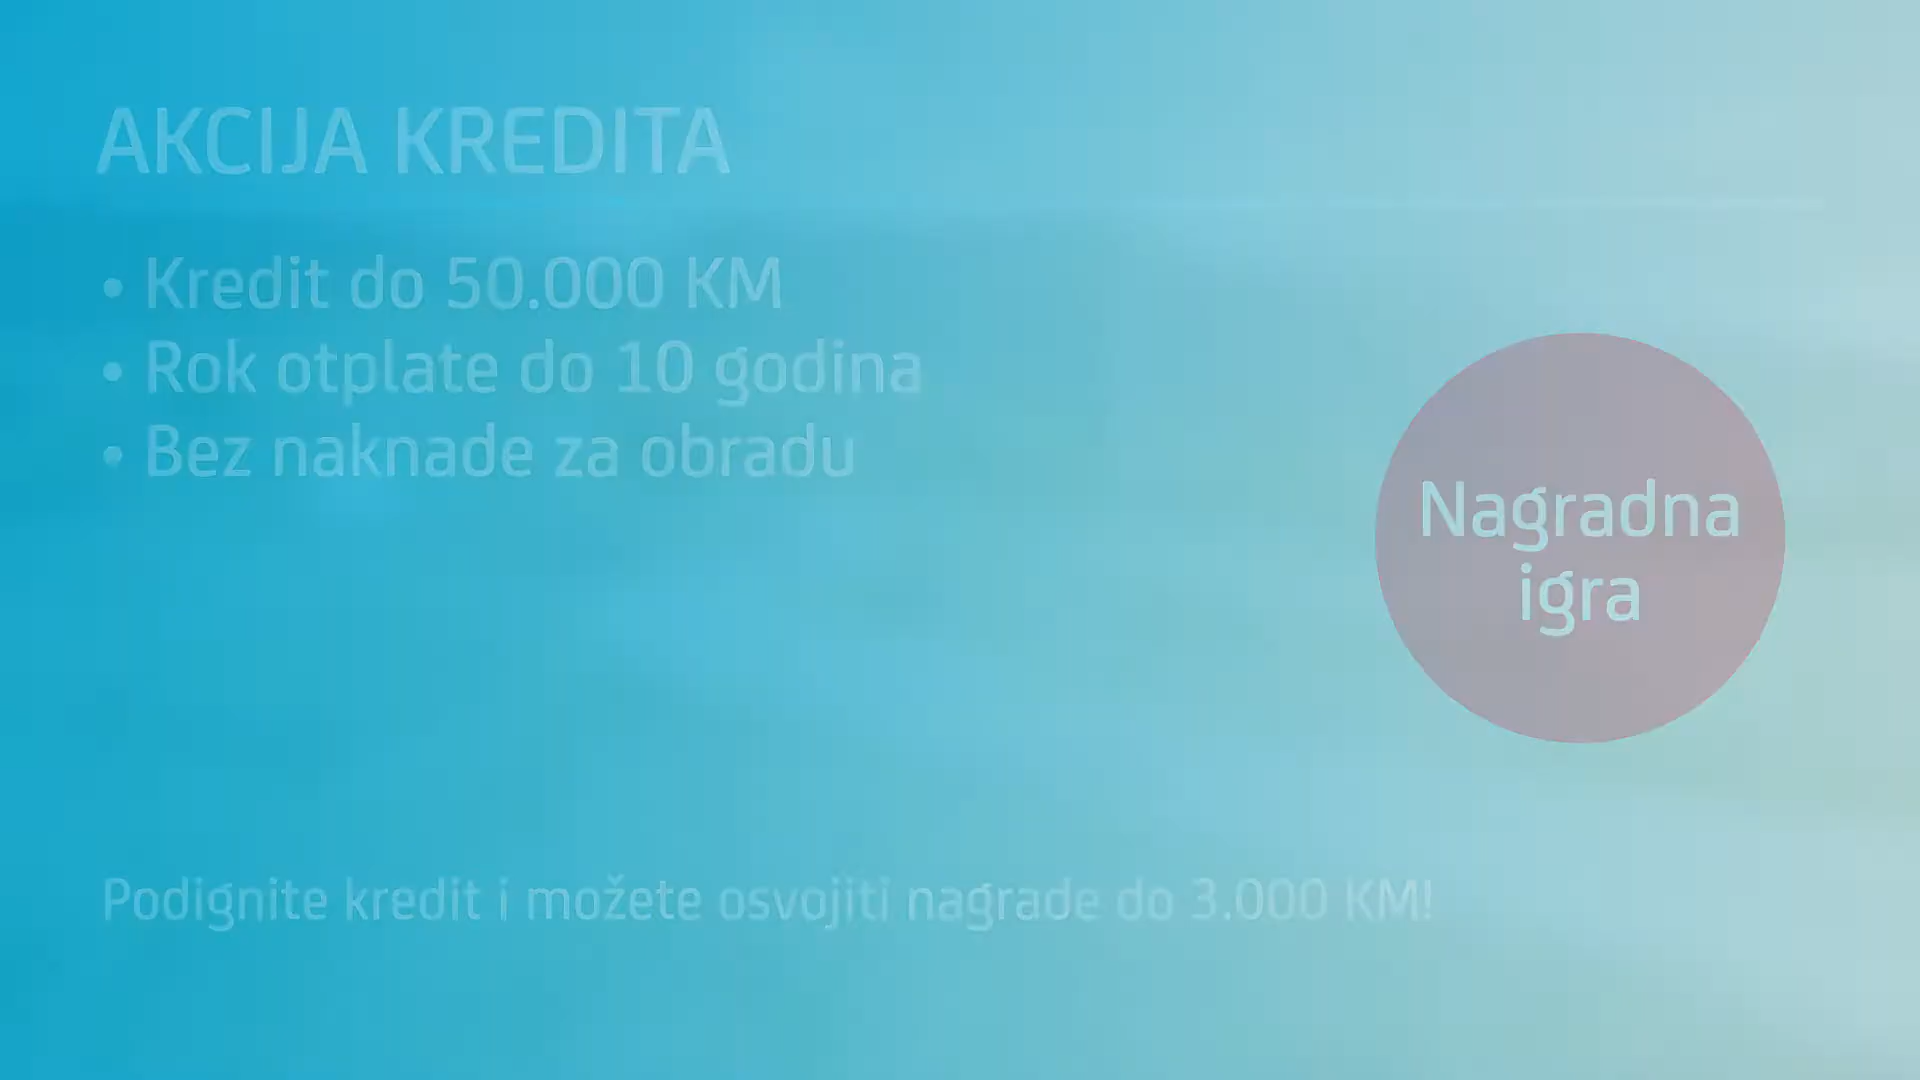 AKCIJA KREDITA
• Kredit do 50.000 KM
• Rok otplate do 10 godina
• Bez naknade za obradu
Nagradna
igra
Podignite kredit i možete osvojiti nagrade do 3.000 KM!